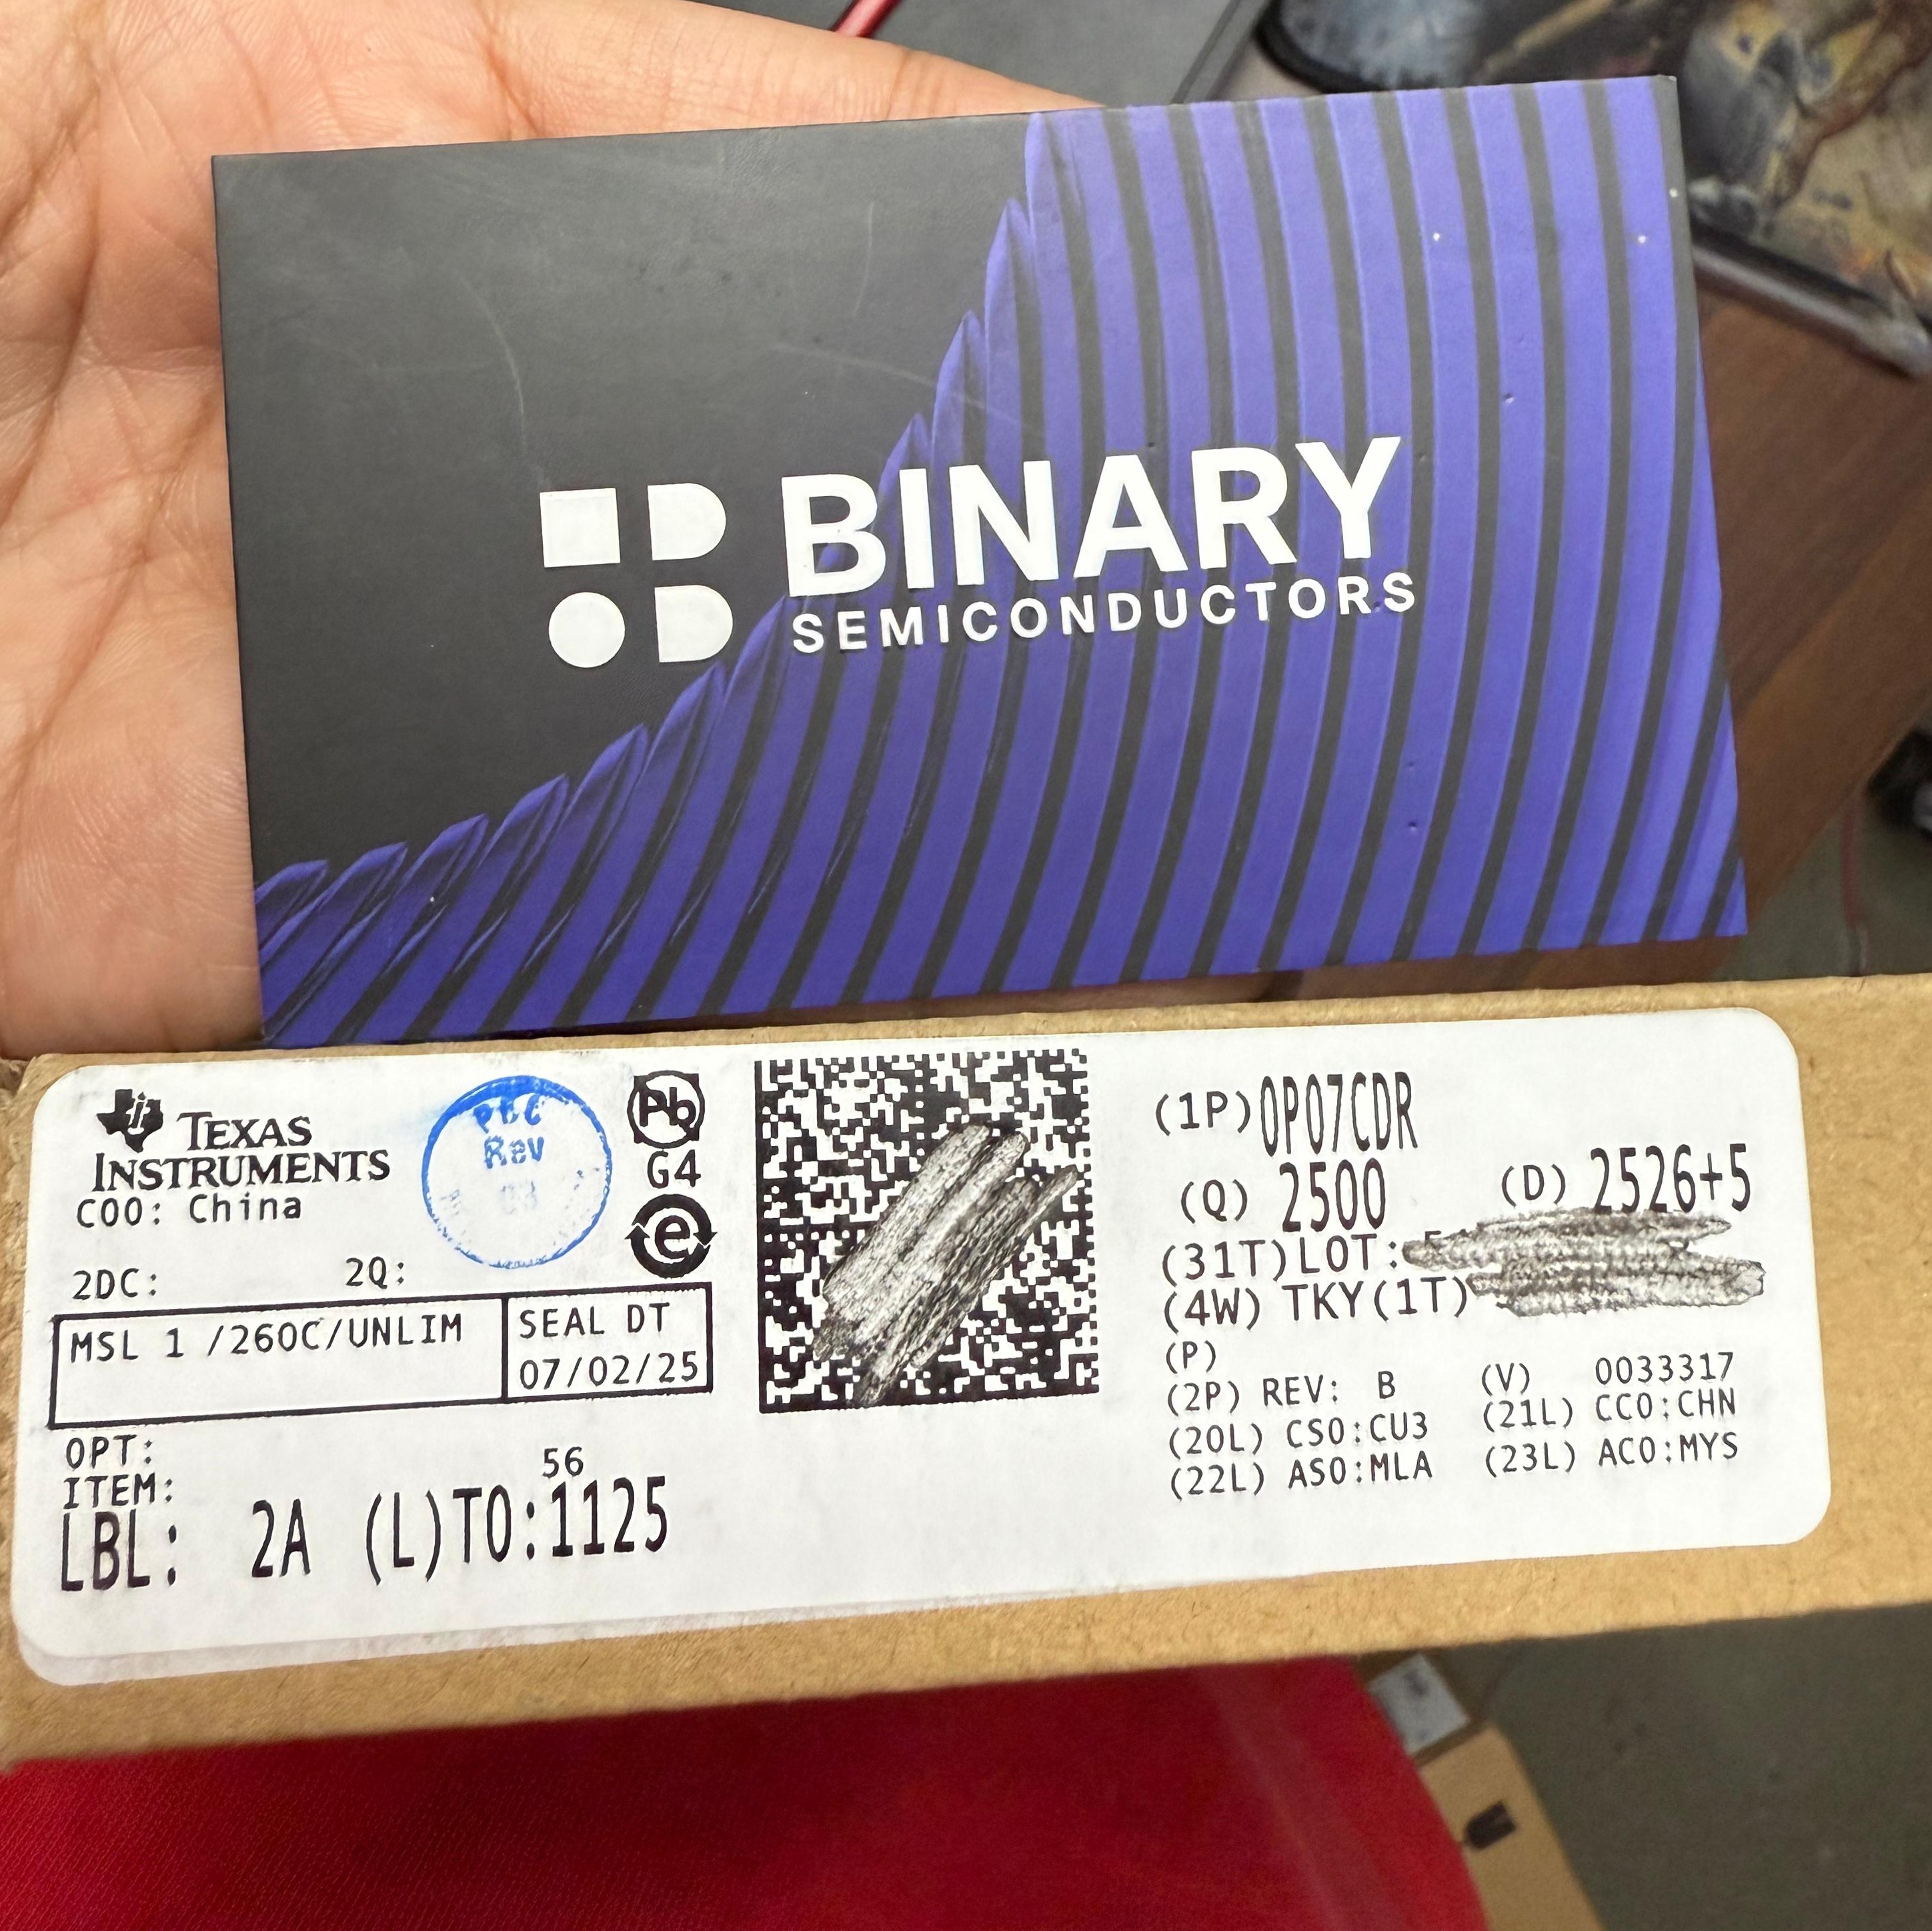 BINARY
SEMICONDUCTORS
TEXAS
INSTRUMENTS
COO: China
Rev
Pb
G4
e
2DC: 2Q:
MSL 1 /260C/UNLIM
SEAL DT
07/02/25
OPT:
ITEM: 56
LBL: 2A (L)TO:1125
(1P)OP07CDR
(Q) 2500 (D) 2526+5
(31T)LOT:
(4W) TKY(1T)
(P)
(2P) REV: B (V) 0033317
(20L) CSO:CU3 (21L) CCO:CHN
(22L) ASO:MLA (23L) ACO:MYS